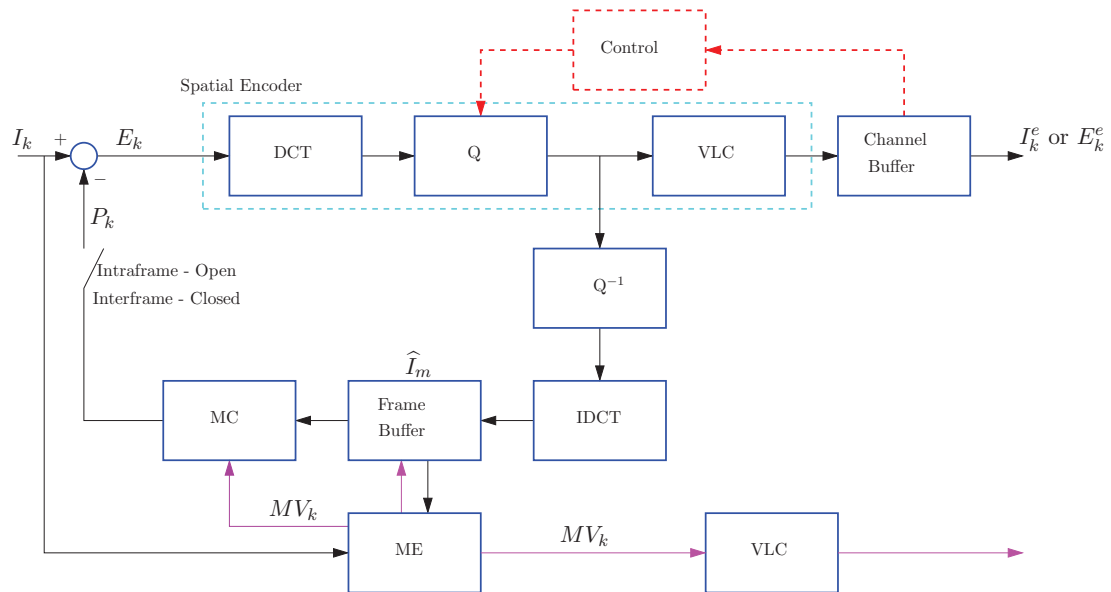 Control
Spatial Encoder
I_k
+
E_k
DCT
Q
VLC
Channel
Buffer
I_k^e or E_k^e
−
P_k
Intraframe - Open
Interframe - Closed
Q⁻¹
Î_m
MC
Frame
Buffer
IDCT
MV_k
ME
MV_k
VLC